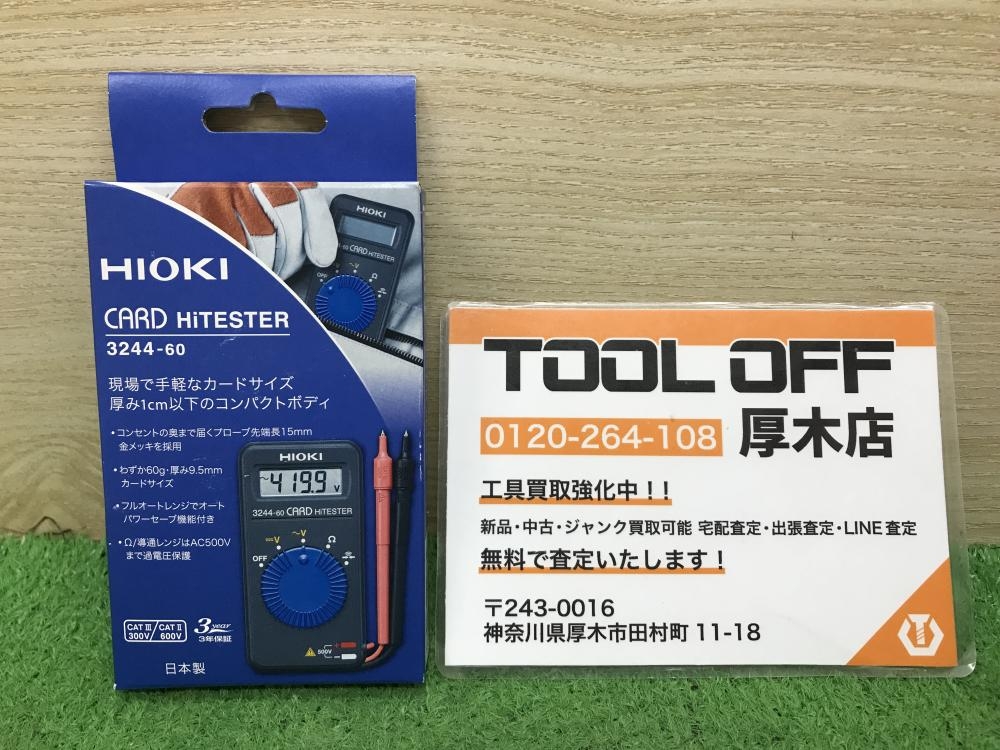 HIOKI
3244-60 CARD HiTESTER
OFF
V
~V
Ω
HIOKI
CARD HiTESTER
3244-60
現場で手軽なカードサイズ
厚み1cm以下のコンパクトボディ
・コンセントの奥まで届くプローブ先端長15mm
金メッキを採用
・わずか60g・厚み9.5mm
カードサイズ
・フルオートレンジでオート
パワーセーブ機能付き
・Ω/導通レンジはAC500V
まで過電圧保護
CAT III 300V / CAT II 600V
3 year
3年保証
日本製
HIOKI
~419.9 V
3244-60 CARD HiTESTER
OFF
V
~V
Ω
500V
TOOL OFF
0120-264-108 厚木店
工具買取強化中!!
新品・中古・ジャンク買取可能 宅配査定・出張査定・LINE査定
無料で査定いたします!
〒243-0016
神奈川県厚木市田村町 11-18